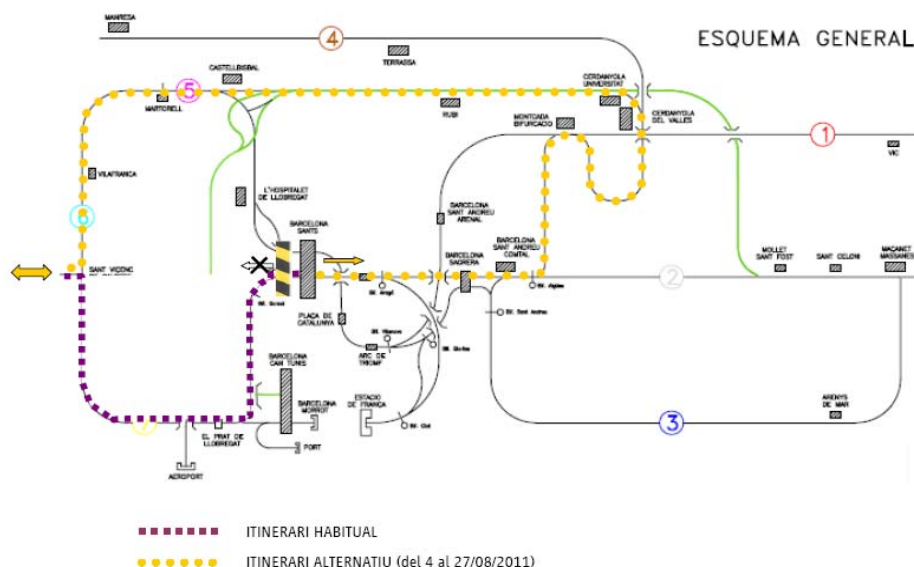 MANRESA
4
ESQUEMA GENERAL
TERRASSA
CASTELLBISBAL
CERDANYOLA
UNIVERSITAT
5
MARTORELL
RUBI
MONTCADA
BIFURCACIO
CERDANYOLA
DEL VALLES
1
VIC
VILAFRANCA
L'HOSPITALET
DE LLOBREGAT
BARCELONA
SANT ANDREU
ARENAL
6
BARCELONA
SANTS
BARCELONA
SAGRERA
BARCELONA
SANT ANDREU
COMTAL
MOLLET
SANT FOST
SANT CELONI
MAÇANET
MASSANES
SANT VICENÇ
2
PLAÇA DE
CATALUNYA
ARC DE
TRIOMF
BARCELONA
CAN TUNIS
BARCELONA
MORROT
ESTACIO
DE FRANCA
ARENYS
DE MAR
7
3
EL PRAT DE
LLOBREGAT
PORT
AEROPORT
ITINERARI HABITUAL
ITINERARI ALTERNATIU (del 4 al 27/08/2011)